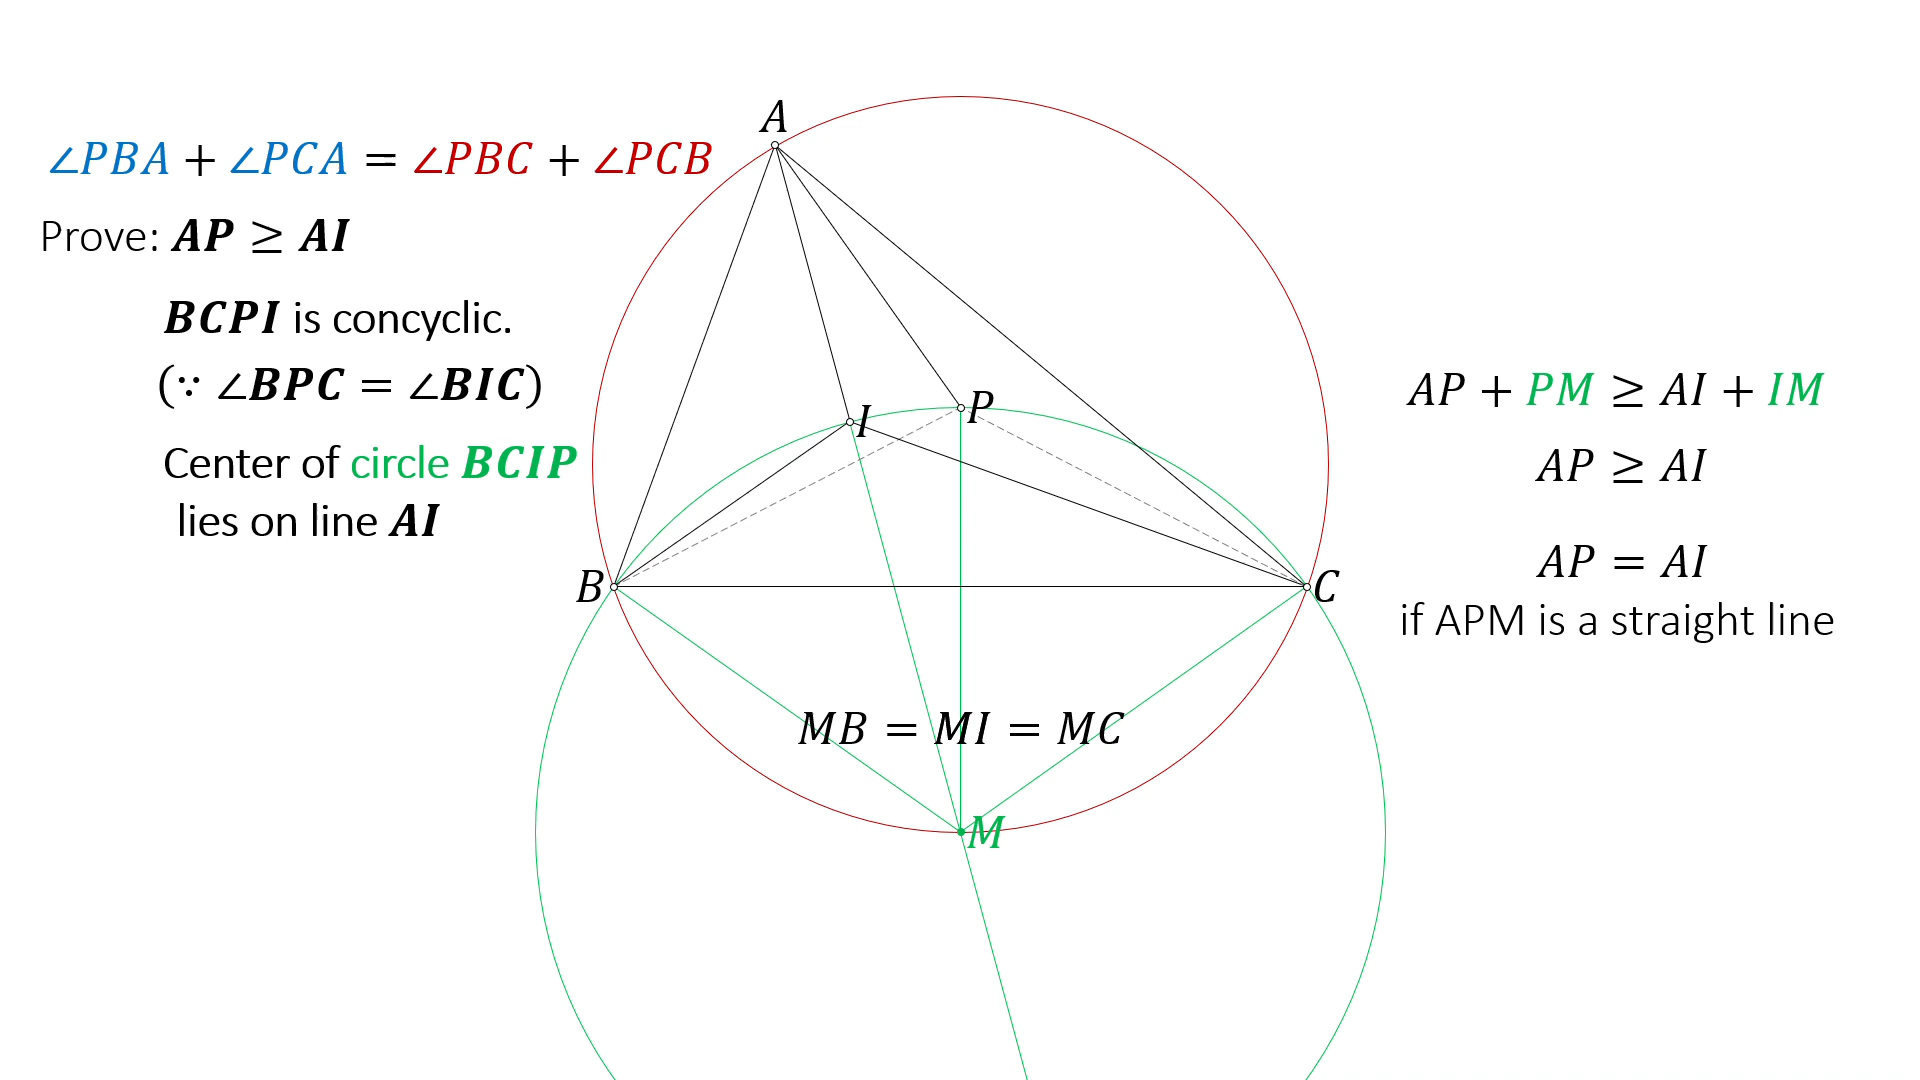 ∠PBA + ∠PCA = ∠PBC + ∠PCB
Prove: AP ≥ AI
BCPI is concyclic.
(∵ ∠BPC = ∠BIC)
Center of circle BCIP
lies on line AI
A
I
P
B
C
MB = MI = MC
M
AP + PM ≥ AI + IM
AP ≥ AI
AP = AI
if APM is a straight line